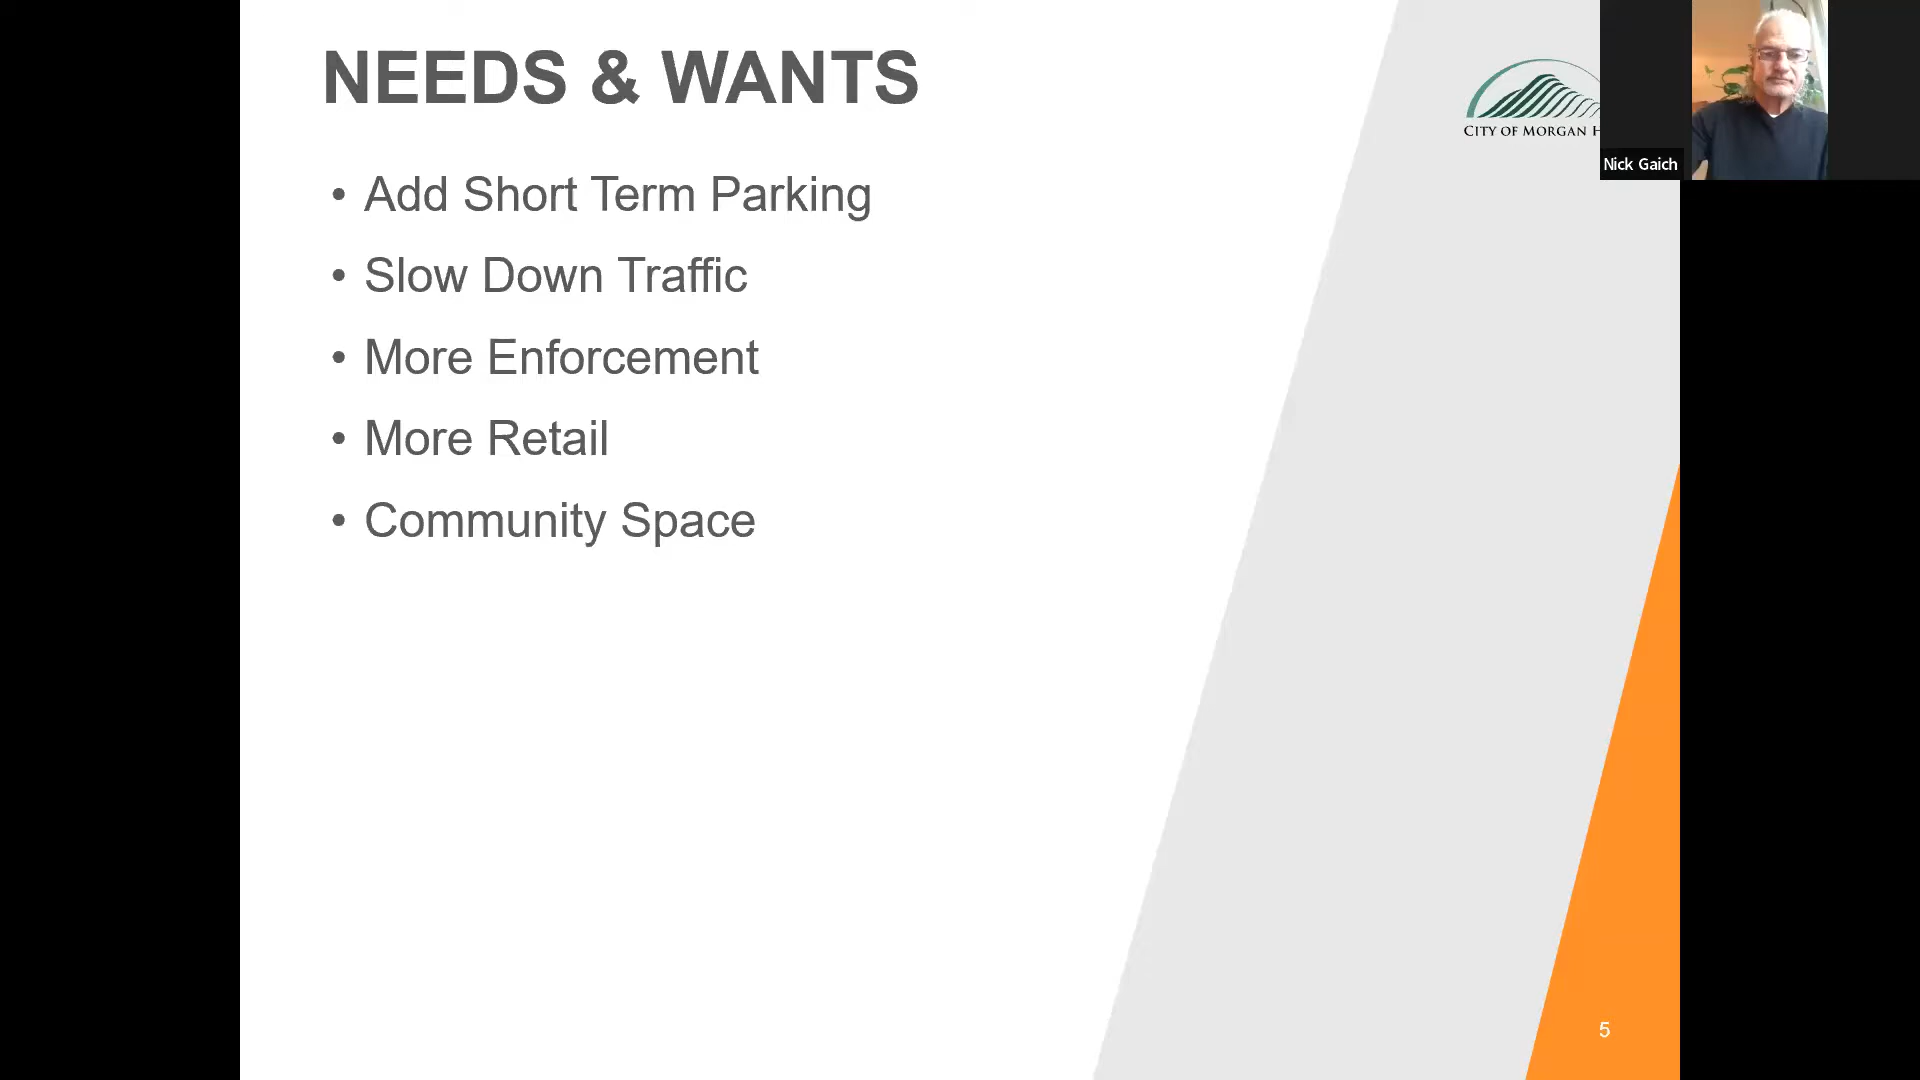 NEEDS & WANTS
• Add Short Term Parking
• Slow Down Traffic
• More Enforcement
• More Retail
• Community Space
CITY OF MORGAN H
Nick Gaich
5